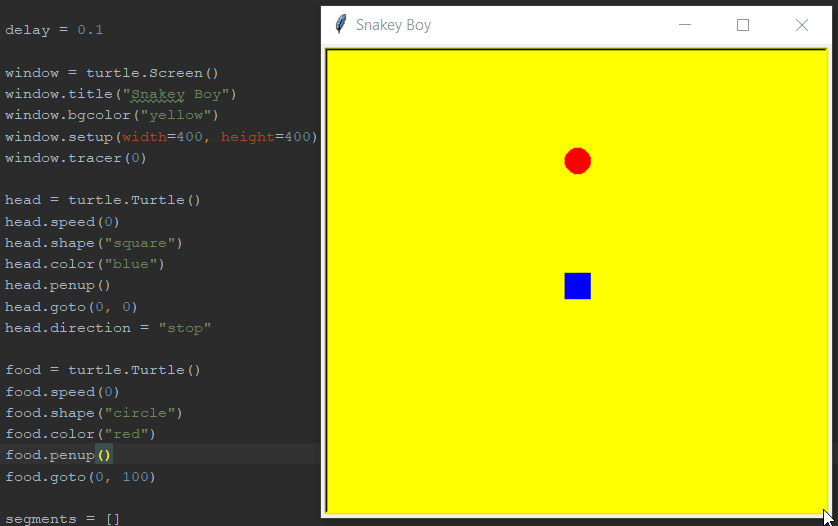 delay = 0.1
window = turtle.Screen()
window.title("Snakey Boy")
window.bgcolor("yellow")
window.setup(width=400, height=400)
window.tracer(0)
head = turtle.Turtle()
head.speed(0)
head.shape("square")
head.color("blue")
head.penup()
head.goto(0, 0)
head.direction = "stop"
food = turtle.Turtle()
food.speed(0)
food.shape("circle")
food.color("red")
food.penup()
food.goto(0, 100)
segments = []
Snakey Boy